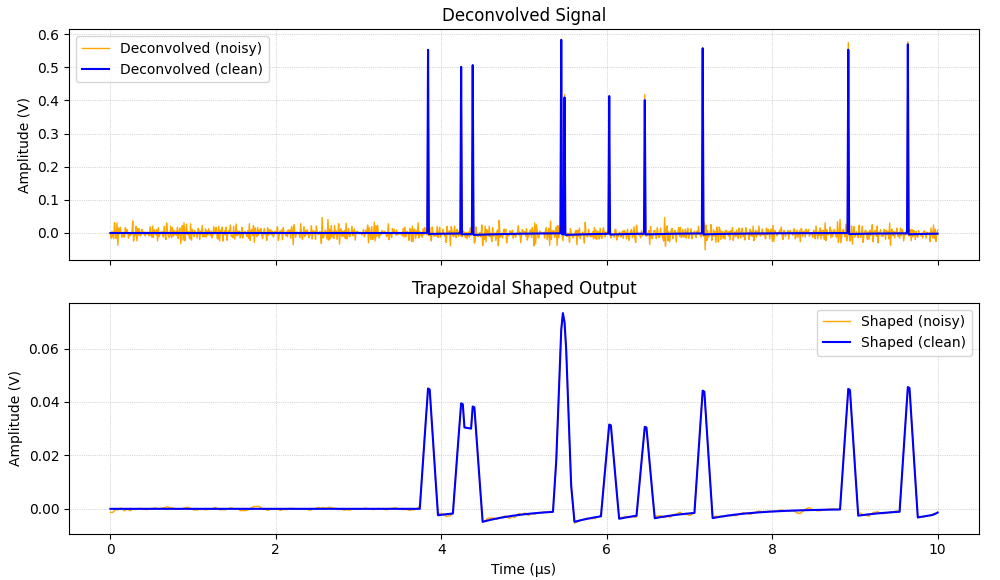 Deconvolved Signal
Amplitude (V)
0.6
0.5
0.4
0.3
0.2
0.1
0.0
Deconvolved (noisy)
Deconvolved (clean)
Trapezoidal Shaped Output
Amplitude (V)
0.06
0.04
0.02
0.00
Shaped (noisy)
Shaped (clean)
0 2 4 6 8 10
Time (μs)